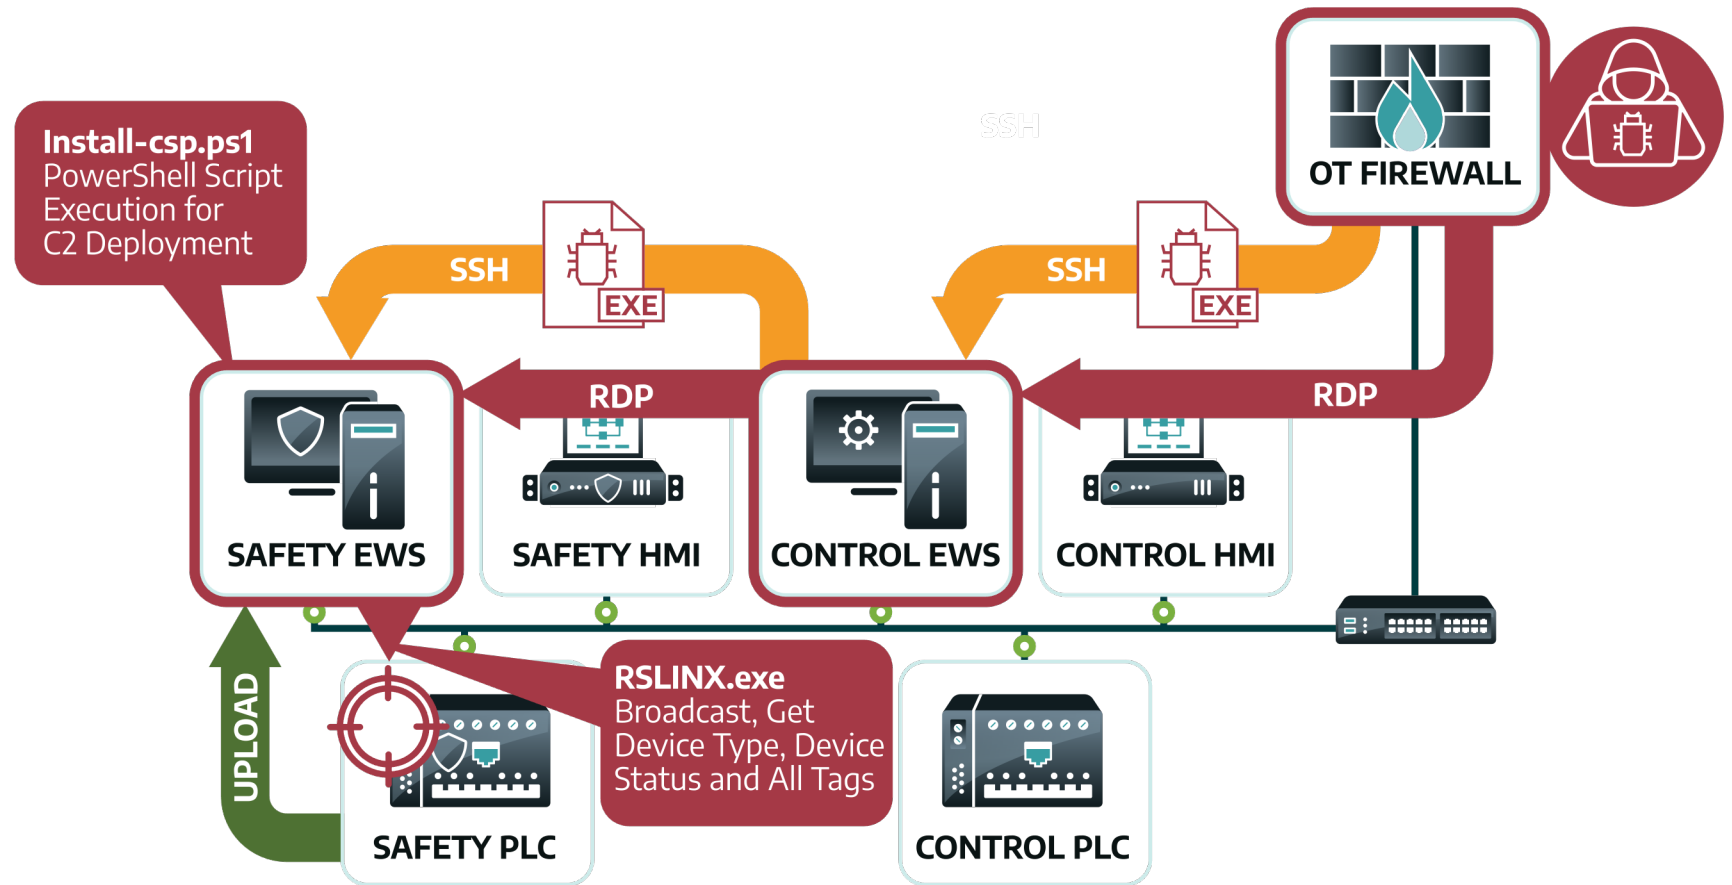 SSH
OT FIREWALL
Install-csp.ps1
PowerShell Script
Execution for
C2 Deployment
SSH
EXE
SSH
EXE
RDP
RDP
SAFETY EWS
SAFETY HMI
CONTROL EWS
CONTROL HMI
UPLOAD
RSLINX.exe
Broadcast, Get
Device Type, Device
Status and All Tags
SAFETY PLC
CONTROL PLC